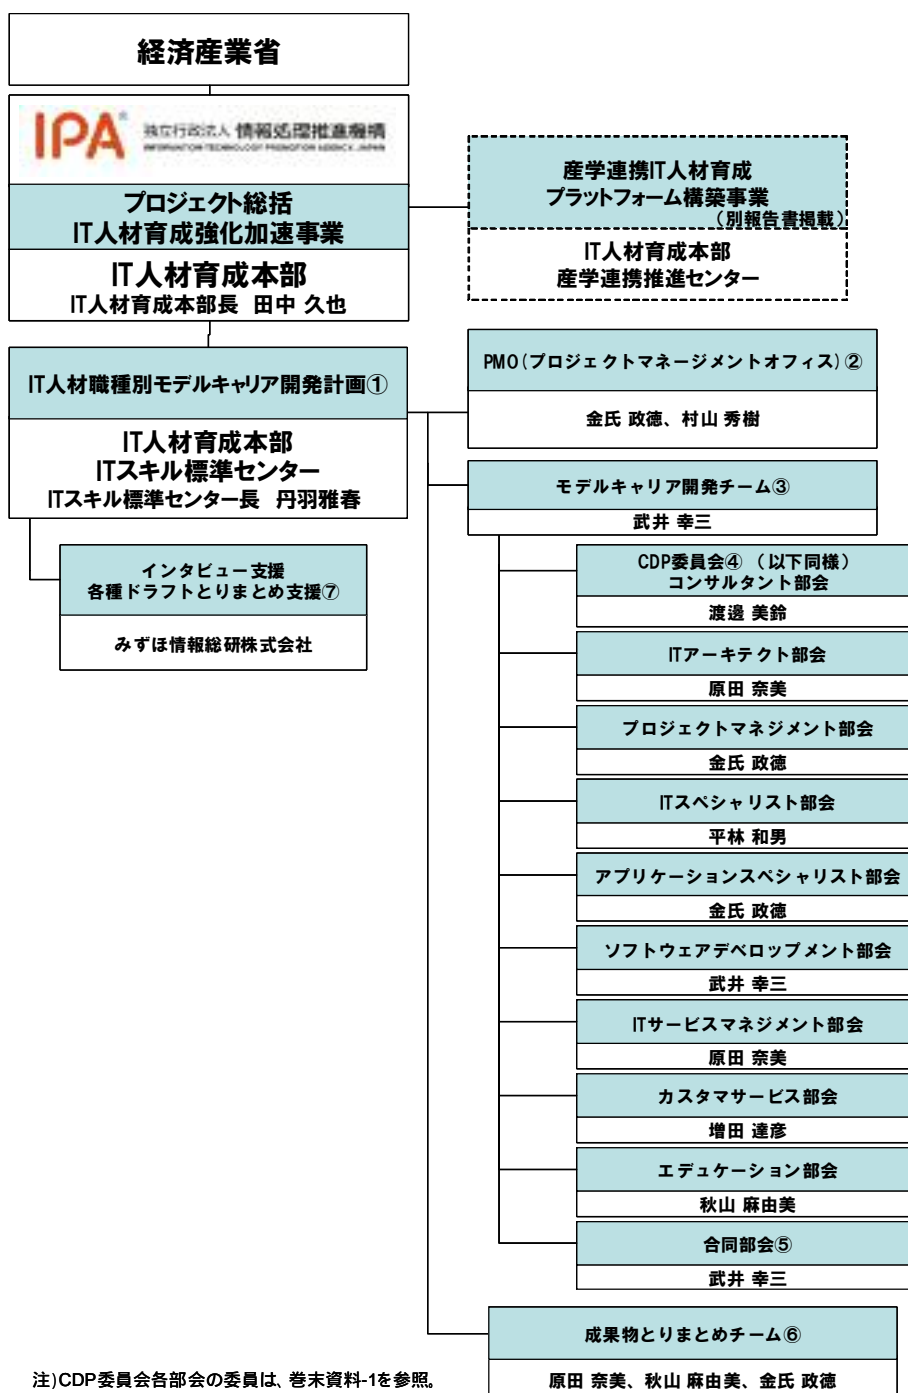 経済産業省
IPA 独立行政法人 情報処理推進機構
INFORMATION-TECHNOLOGY PROMOTION AGENCY, JAPAN
プロジェクト総括
IT人材育成強化加速事業
IT人材育成本部
IT人材育成本部長 田中 久也
産学連携IT人材育成
プラットフォーム構築事業
(別報告書掲載)
IT人材育成本部
産学連携推進センター
IT人材職種別モデルキャリア開発計画①
IT人材育成本部
ITスキル標準センター
ITスキル標準センター長 丹羽雅春
インタビュー支援
各種ドラフトとりまとめ支援⑦
みずほ情報総研株式会社
PMO(プロジェクトマネージメントオフィス)②
金氏 政徳、村山 秀樹
モデルキャリア開発チーム③
武井 幸三
CDP委員会④ (以下同様)
コンサルタント部会
渡邉 美鈴
ITアーキテクト部会
原田 奈美
プロジェクトマネジメント部会
金氏 政徳
ITスペシャリスト部会
平林 和男
アプリケーションスペシャリスト部会
金氏 政徳
ソフトウェアデベロップメント部会
武井 幸三
ITサービスマネジメント部会
原田 奈美
カスタマサービス部会
増田 達彦
エデュケーション部会
秋山 麻由美
合同部会⑤
武井 幸三
成果物とりまとめチーム⑥
原田 奈美、秋山 麻由美、金氏 政徳
注)CDP委員会各部会の委員は、巻末資料-1を参照。